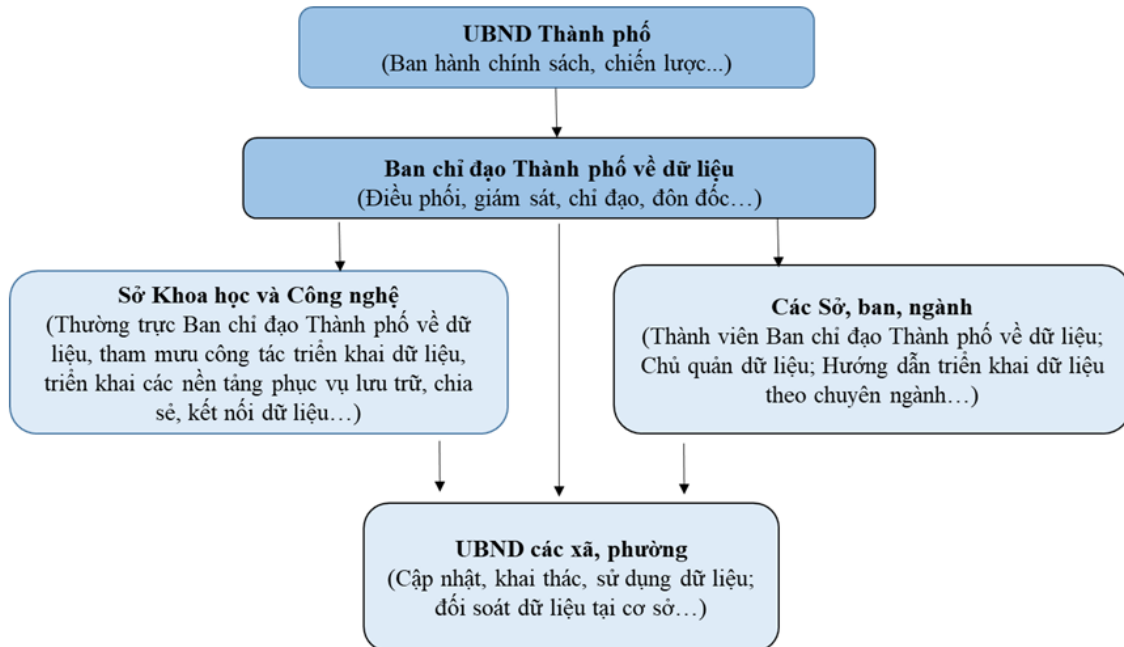 UBND Thành phố
(Ban hành chính sách, chiến lược...)
Ban chỉ đạo Thành phố về dữ liệu
(Điều phối, giám sát, chỉ đạo, đôn đốc…)
Sở Khoa học và Công nghệ
(Thường trực Ban chỉ đạo Thành phố về dữ
liệu, tham mưu công tác triển khai dữ liệu,
triển khai các nền tảng phục vụ lưu trữ, chia
sẻ, kết nối dữ liệu…)
Các Sở, ban, ngành
(Thành viên Ban chỉ đạo Thành phố về dữ liệu;
Chủ quản dữ liệu; Hướng dẫn triển khai dữ liệu
theo chuyên ngành…)
UBND các xã, phường
(Cập nhật, khai thác, sử dụng dữ liệu;
đối soát dữ liệu tại cơ sở…)